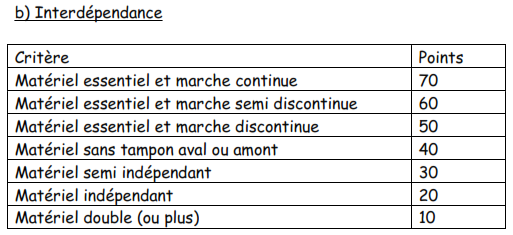 b) Interdépendance
Critère Points
Matériel essentiel et marche continue 70
Matériel essentiel et marche semi discontinue 60
Matériel essentiel et marche discontinue 50
Matériel sans tampon aval ou amont 40
Matériel semi indépendant 30
Matériel indépendant 20
Matériel double (ou plus) 10